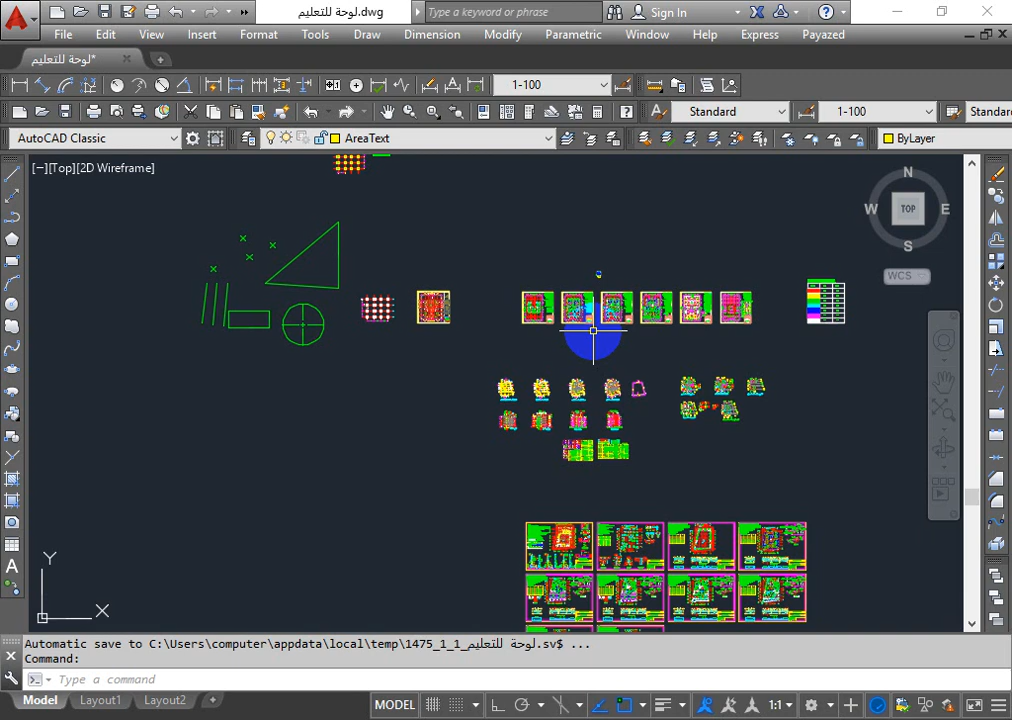 لوحة للتعليم.dwg
Type a keyword or phrase
Sign In
File Edit View Insert Format Tools Draw Dimension Modify Parametric Window Help Express Payazed
لوحة للتعليم*
1-100
Standard 1-100 Standard
AutoCAD Classic AreaText ByLayer
[−][Top][2D Wireframe]
N
W TOP E
S
WCS
Y
X
Automatic save to C:\Users\computer\appdata\local\temp\لوحة للتعليم_1_1_1475.sv$ ...
Command:
Type a command
Model Layout1 Layout2 MODEL 1:1